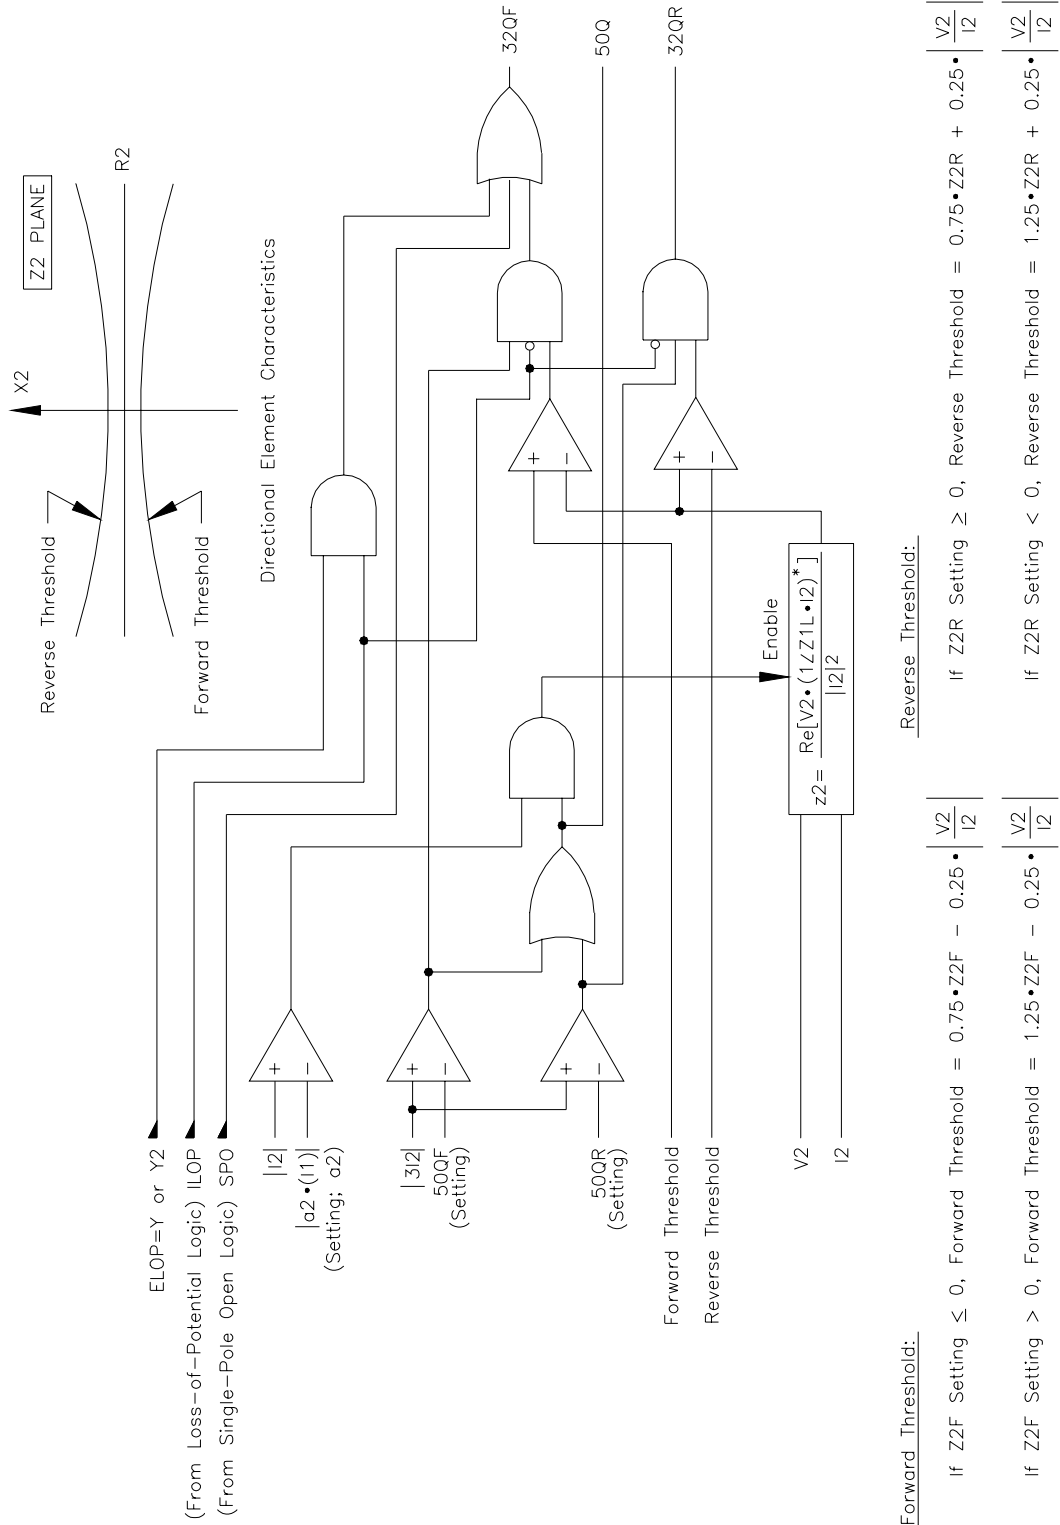 ELOP=Y or Y2
(From Loss-of-Potential Logic) ILOP
(From Single-Pole Open Logic) SPO
|I2|
|a2•(I1)|
(Setting; a2)
|3I2|
50QF
(Setting)
50QR
(Setting)
Forward Threshold
Reverse Threshold
V2
I2
+
−
+
−
+
−
Enable
z2= Re[V2•(1∠Z1L•I2)*]
|I2|2
+
−
+
−
32QF
50Q
32QR
Z2 PLANE
X2
R2
Reverse Threshold
Forward Threshold
Directional Element Characteristics
Forward Threshold:
If Z2F Setting ≤ 0, Forward Threshold = 0.75•Z2F − 0.25•|V2/I2|
If Z2F Setting > 0, Forward Threshold = 1.25•Z2F − 0.25•|V2/I2|
Reverse Threshold:
If Z2R Setting ≥ 0, Reverse Threshold = 0.75•Z2R + 0.25•|V2/I2|
If Z2R Setting < 0, Reverse Threshold = 1.25•Z2R + 0.25•|V2/I2|